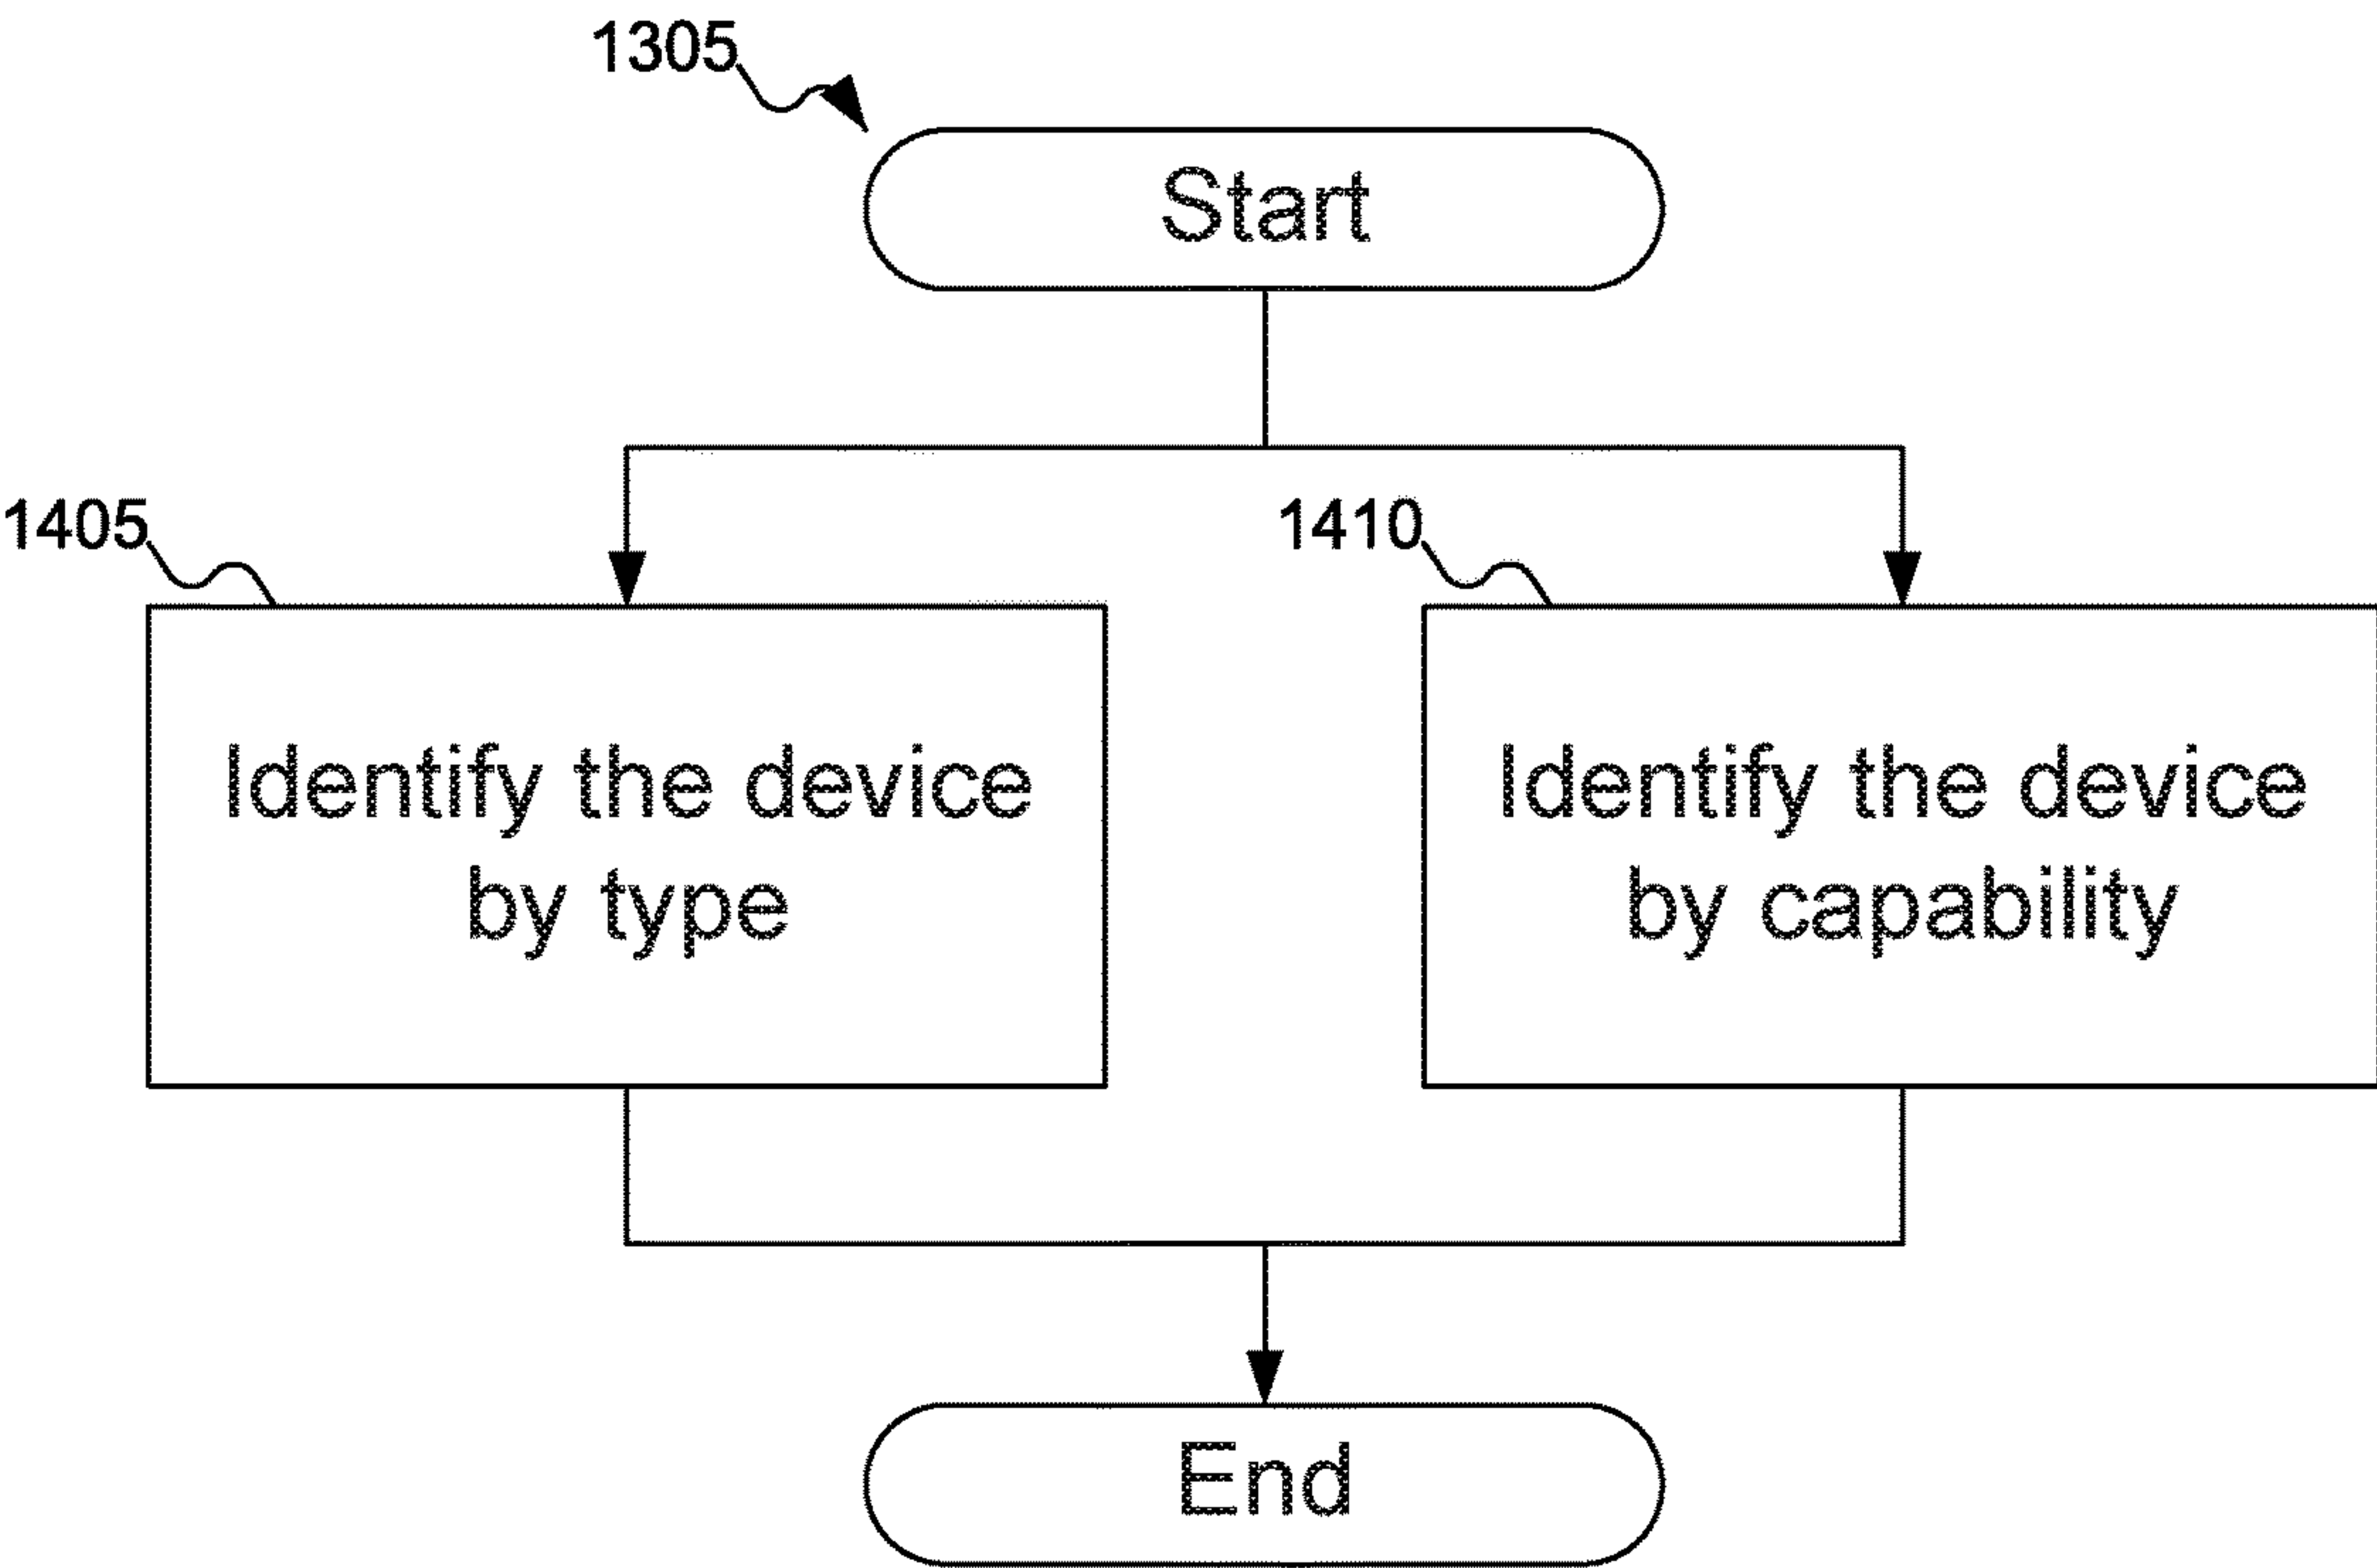 1305
Start
1405
1410
Identify the device
by type
Identify the device
by capability
End